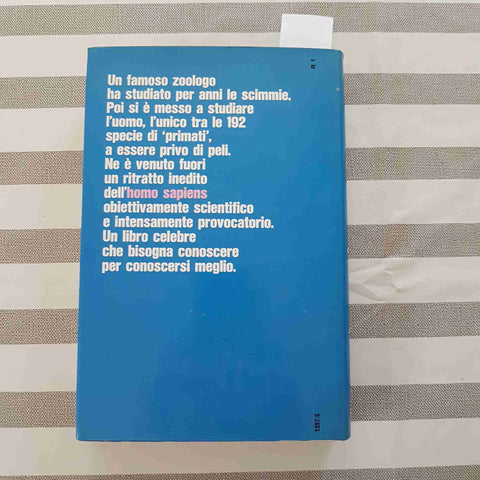 R 1
Un famoso zoologo
ha studiato per anni le scimmie.
Poi si è messo a studiare
l'uomo, l'unico tra le 192
specie di 'primati',
a essere privo di peli.
Ne è venuto fuori
un ritratto inedito
dell'homo sapiens
obiettivamente scientifico
e intensamente provocatorio.
Un libro celebre
che bisogna conoscere
per conoscersi meglio.
1257/5